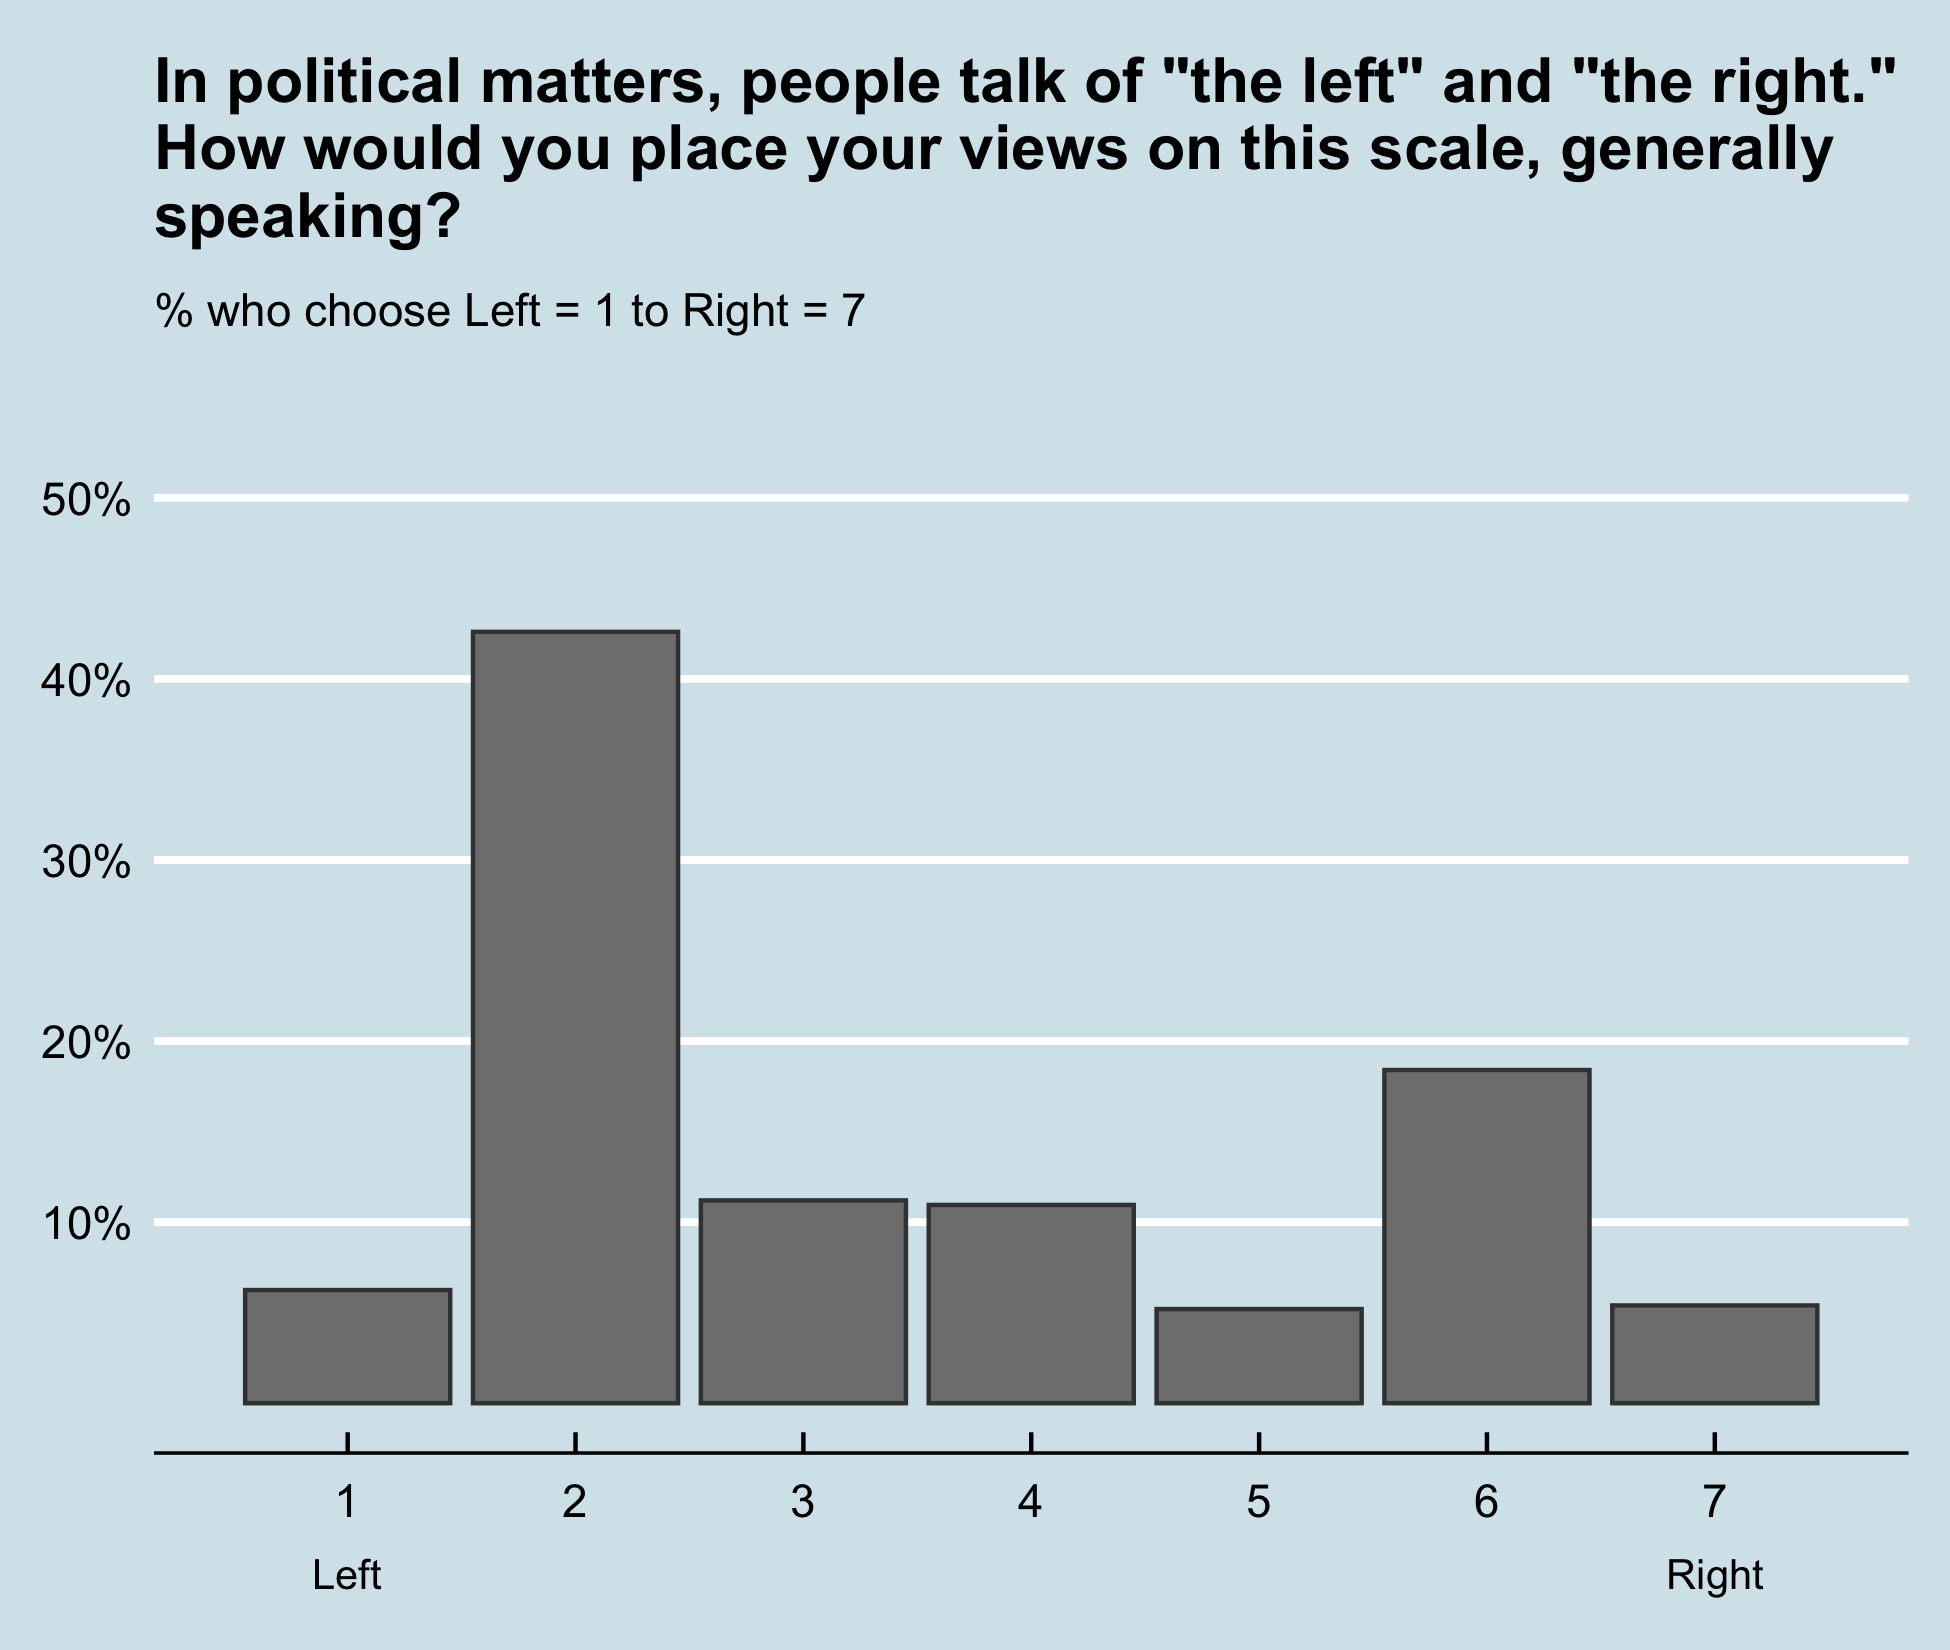 In political matters, people talk of "the left" and "the right."
How would you place your views on this scale, generally
speaking?
% who choose Left = 1 to Right = 7
50%
40%
30%
20%
10%
1 2 3 4 5 6 7
Left Right